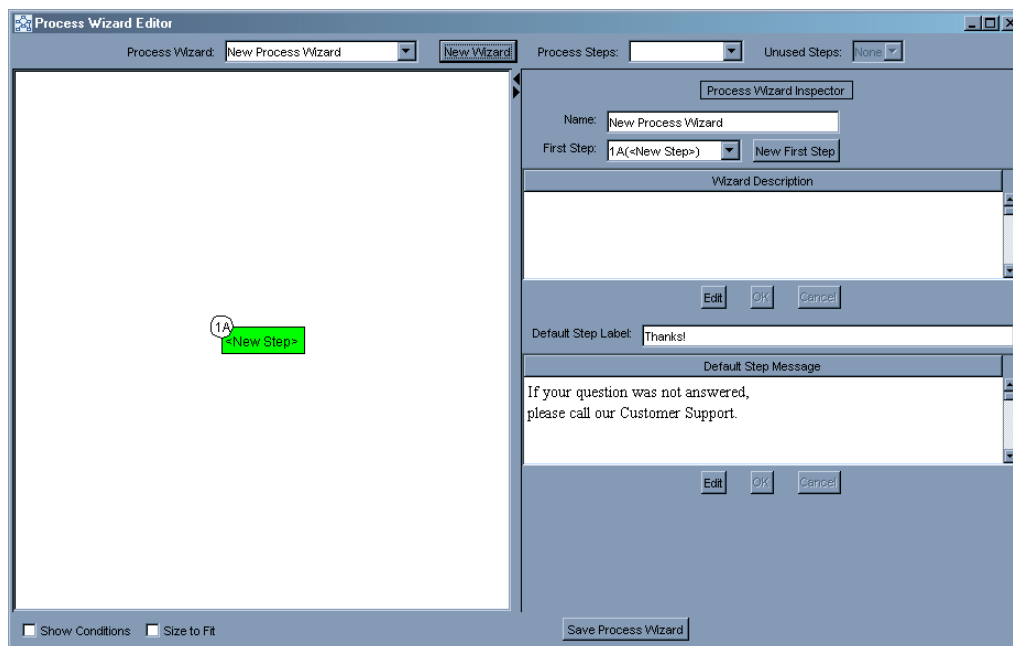 Process Wizard Editor
Process Wizard: New Process Wizard New Wizard Process Steps: Unused Steps: None
Process Wizard Inspector
Name: New Process Wizard
First Step: 1A(<New Step>) New First Step
Wizard Description
Edit OK Cancel
1A
<New Step>
Default Step Label: Thanks!
Default Step Message
If your question was not answered,
please call our Customer Support.
Edit OK Cancel
Show Conditions Size to Fit Save Process Wizard